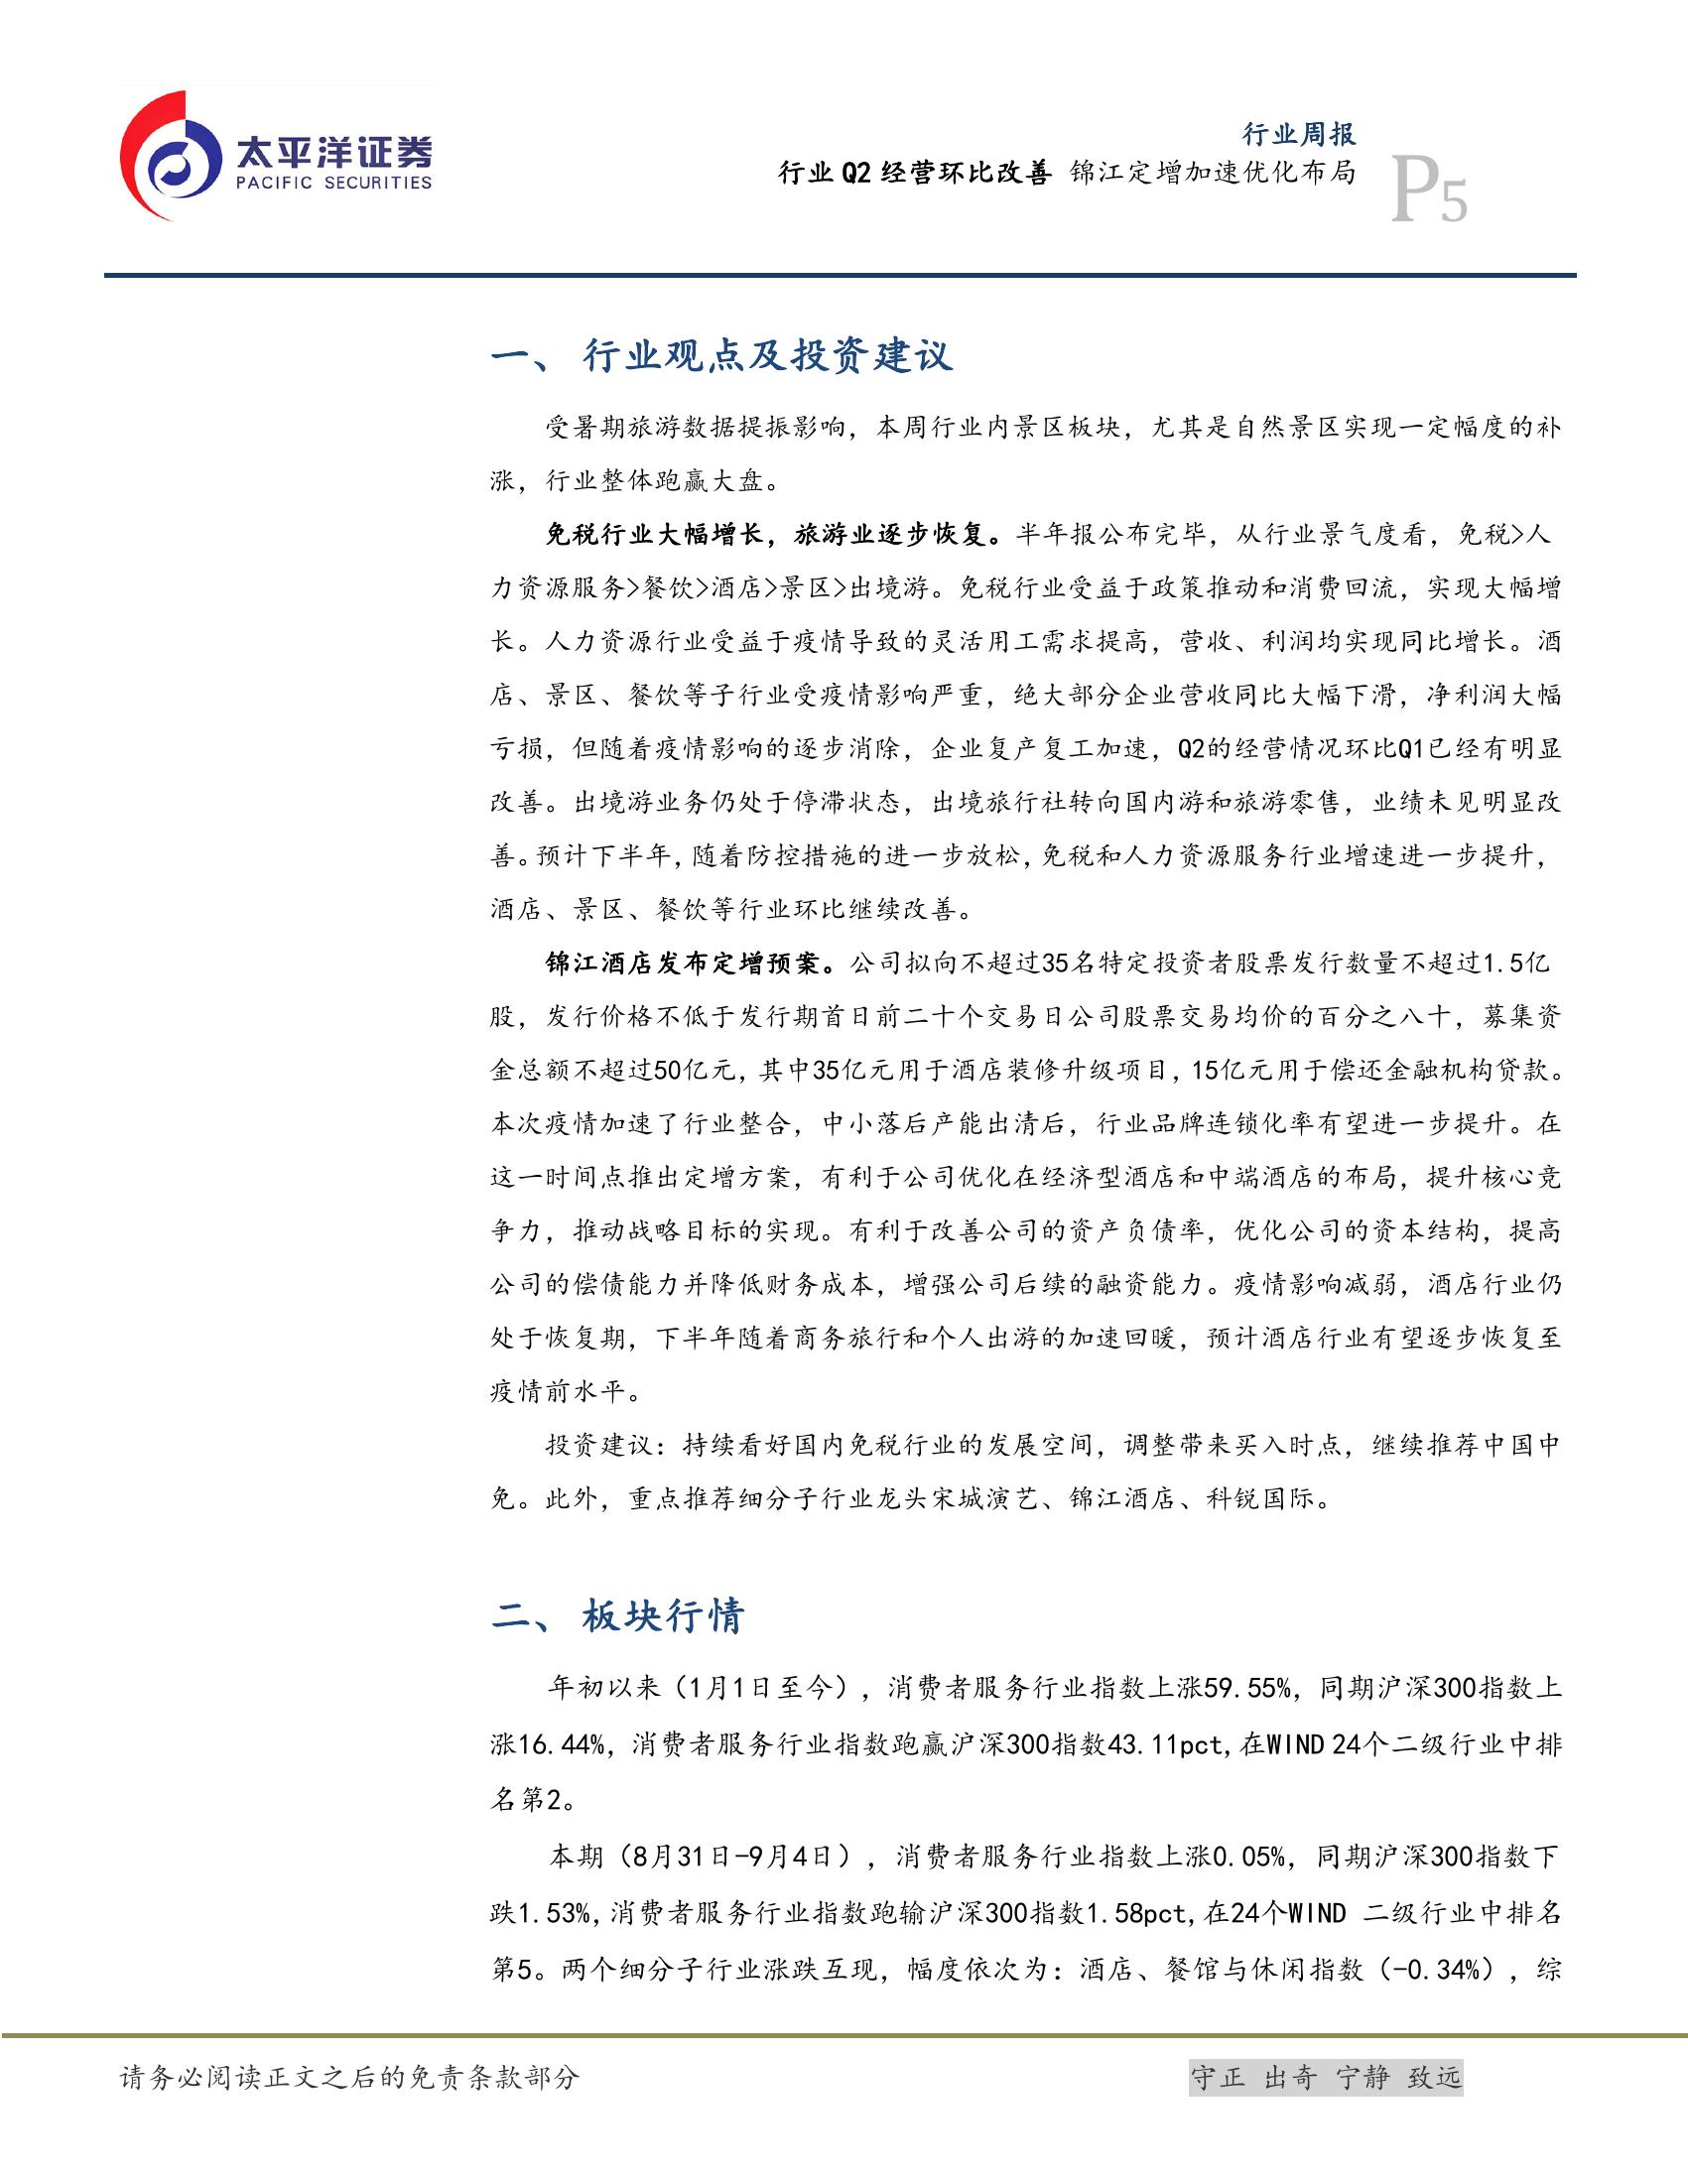 太平洋证券
PACIFIC SECURITIES
行业周报
行业 Q2 经营环比改善 锦江定增加速优化布局
P5
一、 行业观点及投资建议
受暑期旅游数据提振影响，本周行业内景区板块，尤其是自然景区实现一定幅度的补
涨，行业整体跑赢大盘。
免税行业大幅增长，旅游业逐步恢复。半年报公布完毕，从行业景气度看，免税>人
力资源服务>餐饮>酒店>景区>出境游。免税行业受益于政策推动和消费回流，实现大幅增
长。人力资源行业受益于疫情导致的灵活用工需求提高，营收、利润均实现同比增长。酒
店、景区、餐饮等子行业受疫情影响严重，绝大部分企业营收同比大幅下滑，净利润大幅
亏损，但随着疫情影响的逐步消除，企业复产复工加速，Q2的经营情况环比Q1已经有明显
改善。出境游业务仍处于停滞状态，出境旅行社转向国内游和旅游零售，业绩未见明显改
善。预计下半年，随着防控措施的进一步放松，免税和人力资源服务行业增速进一步提升，
酒店、景区、餐饮等行业环比继续改善。
锦江酒店发布定增预案。公司拟向不超过35名特定投资者股票发行数量不超过1.5亿
股，发行价格不低于发行期首日前二十个交易日公司股票交易均价的百分之八十，募集资
金总额不超过50亿元，其中35亿元用于酒店装修升级项目，15亿元用于偿还金融机构贷款。
本次疫情加速了行业整合，中小落后产能出清后，行业品牌连锁化率有望进一步提升。在
这一时间点推出定增方案，有利于公司优化在经济型酒店和中端酒店的布局，提升核心竞
争力，推动战略目标的实现。有利于改善公司的资产负债率，优化公司的资本结构，提高
公司的偿债能力并降低财务成本，增强公司后续的融资能力。疫情影响减弱，酒店行业仍
处于恢复期，下半年随着商务旅行和个人出游的加速回暖，预计酒店行业有望逐步恢复至
疫情前水平。
投资建议：持续看好国内免税行业的发展空间，调整带来买入时点，继续推荐中国中
免。此外，重点推荐细分子行业龙头宋城演艺、锦江酒店、科锐国际。
二、 板块行情
年初以来（1月1日至今），消费者服务行业指数上涨59.55%，同期沪深300指数上
涨16.44%，消费者服务行业指数跑赢沪深300指数43.11pct,在WIND 24个二级行业中排
名第2。
本期（8月31日-9月4日），消费者服务行业指数上涨0.05%，同期沪深300指数下
跌1.53%,消费者服务行业指数跑输沪深300指数1.58pct,在24个WIND 二级行业中排名
第5。两个细分子行业涨跌互现，幅度依次为：酒店、餐馆与休闲指数（-0.34%），综
请务必阅读正文之后的免责条款部分
守正 出奇 宁静 致远